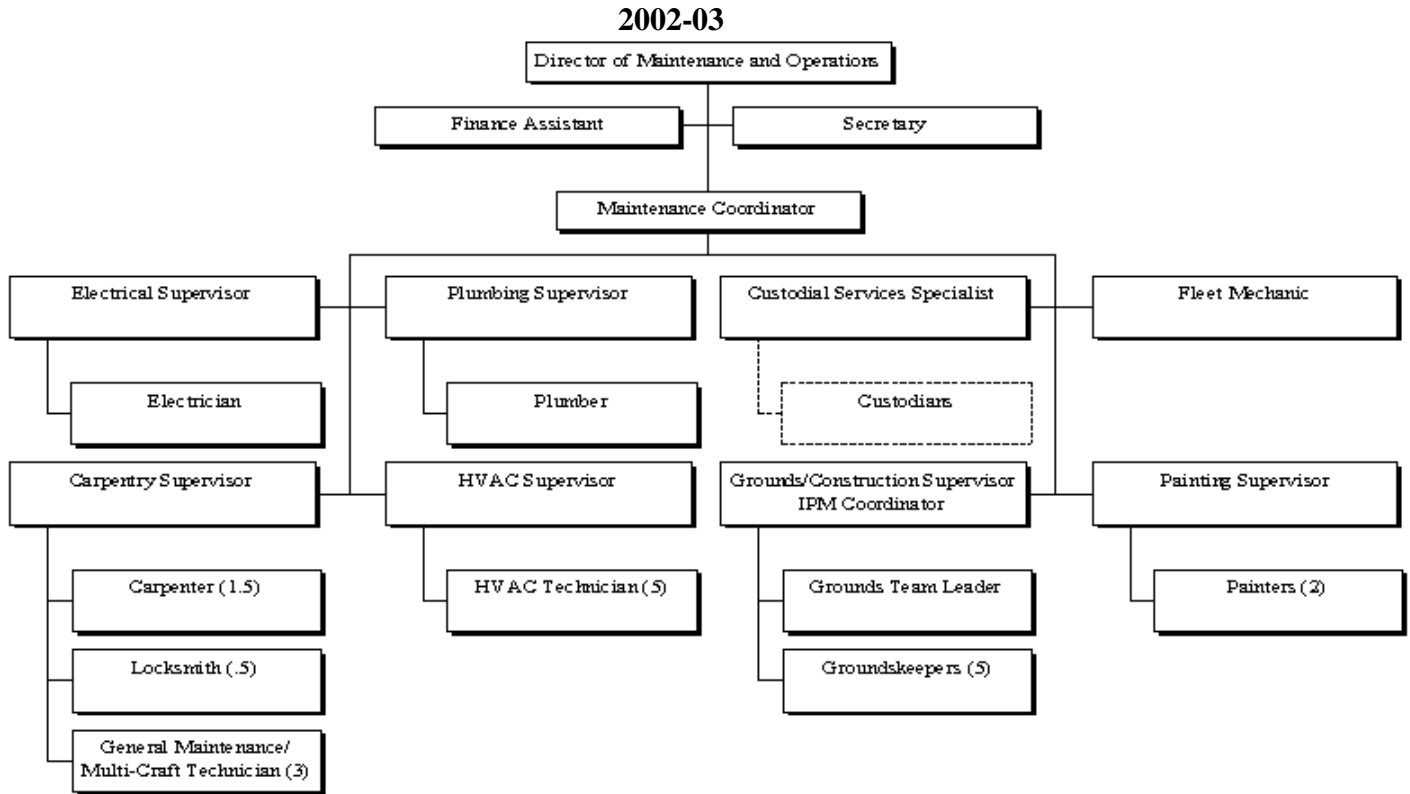 2002-03
Director of Maintenance and Operations
Finance Assistant
Secretary
Maintenance Coordinator
Electrical Supervisor
Plumbing Supervisor
Custodial Services Specialist
Fleet Mechanic
Electrician
Plumber
Custodians
Carpentry Supervisor
HVAC Supervisor
Grounds/Construction Supervisor
IPM Coordinator
Painting Supervisor
Carpenter (1.5)
HVAC Technician (5)
Grounds Team Leader
Painters (2)
Locksmith (.5)
Groundskeepers (5)
General Maintenance/
Multi-Craft Technician (3)